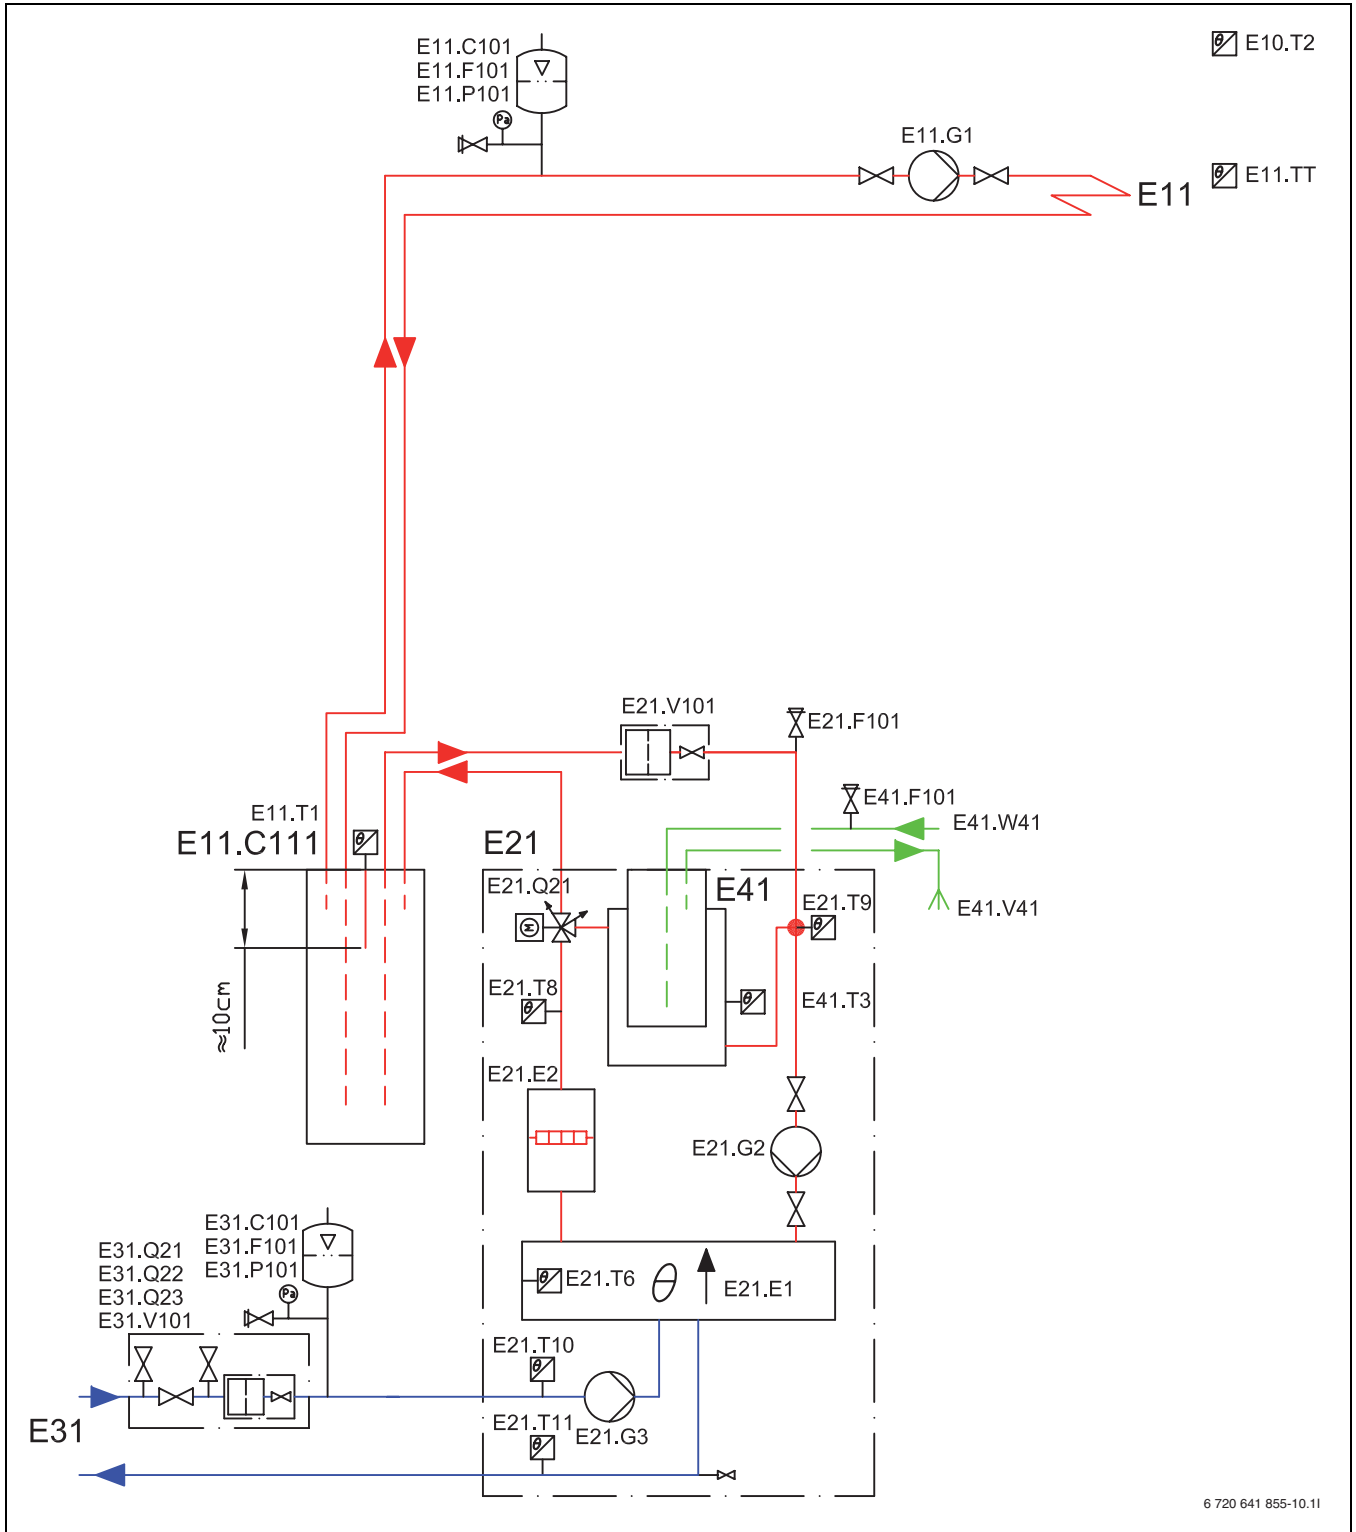 E11.C101
E11.F101
E11.P101
Pa
θ E10.T2
E11.G1
θ E11.TT
E11
E21.V101
E21.F101
E11.T1
E11.C111
θ
E41.F101
E41.W41
E21
E21.Q21
E41
E21.T9
E41.V41
M
θ
E21.T8
θ
θ
E41.T3
≈10cm
E21.E2
E21.G2
E31.C101
E31.F101
E31.P101
Pa
E31.Q21
E31.Q22
E31.Q23
E31.V101
θ E21.T6
θ
E21.E1
E21.T10
θ
E21.T11
θ
E21.G3
E31
6 720 641 855-10.1I